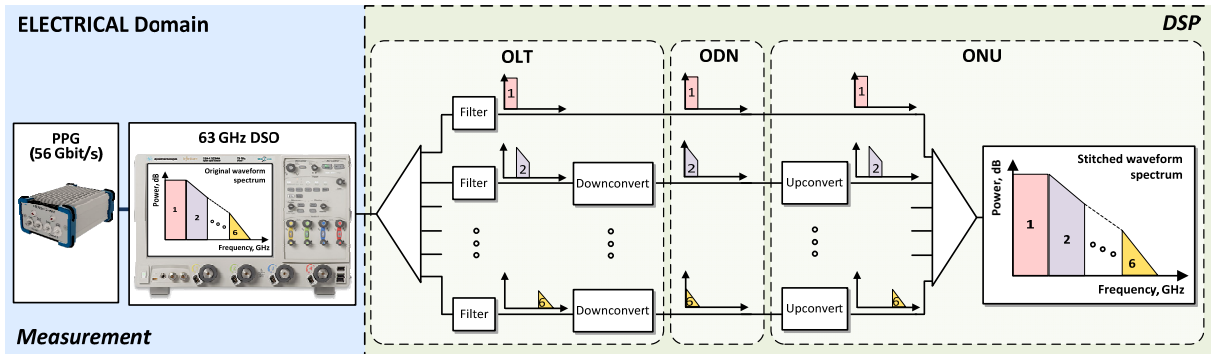 ELECTRICAL Domain
DSP
OLT
ODN
ONU
PPG
(56 Gbit/s)
63 GHz DSO
Original waveform
spectrum
Power, dB
1
2
6
Frequency, GHz
Filter
1
1
1
Filter
2
Downconvert
2
Upconvert
2
Filter
6
Downconvert
6
Upconvert
6
Stitched waveform
spectrum
Power, dB
1
2
6
Frequency, GHz
Measurement